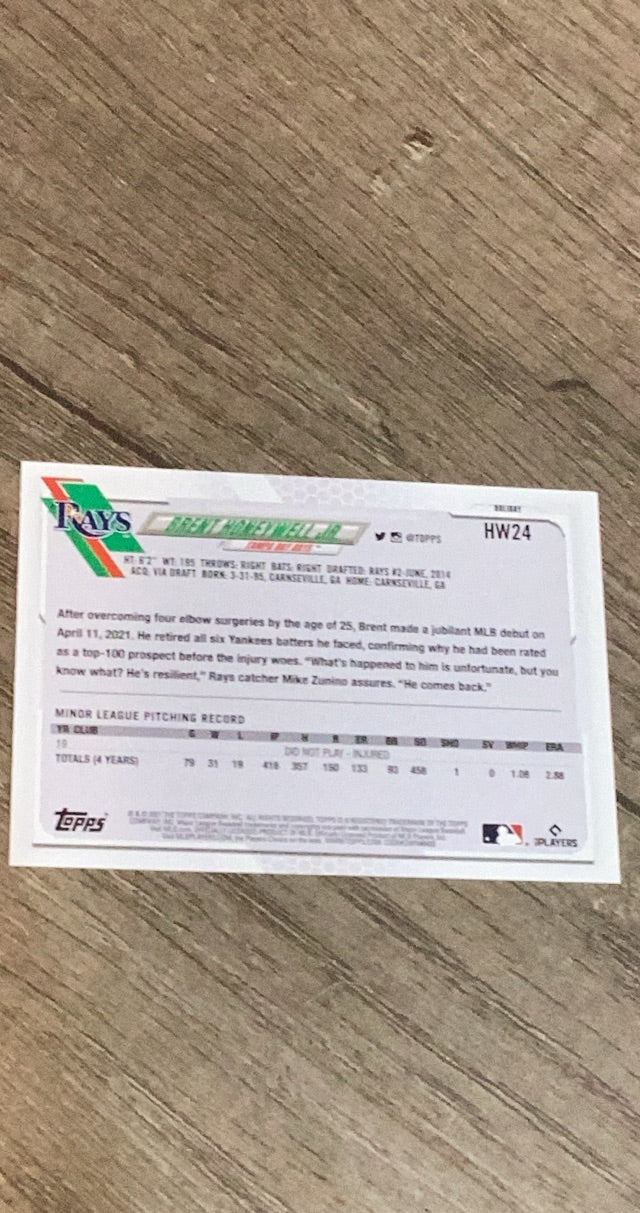 RAYS
BRENT HONEYWELL JR.
TAMPA BAY RAYS
@TOPPS
HOLIDAY
HW24
HT: 6'2" WT: 195 THROWS: RIGHT BATS: RIGHT DRAFTED: RAYS #2-JUNE, 2014
ACQ: VIA DRAFT BORN: 3-31-95, CARNSEVILLE, GA HOME: CARNSEVILLE, GA
After overcoming four elbow surgeries by the age of 25, Brent made a jubilant MLB debut on
April 11, 2021. He retired all six Yankees batters he faced, confirming why he had been rated
as a top-100 prospect before the injury woes. "What's happened to him is unfortunate, but you
know what? He's resilient," Rays catcher Mike Zunino assures. "He comes back."
MINOR LEAGUE PITCHING RECORD
YR CLUB G W L IP H R ER BB SO SHO SV WHIP ERA
19 DID NOT PLAY - INJURED
TOTALS (4 YEARS) 79 31 19 416 357 150 133 93 458 1 0 1.08 2.88
TOPPS
PLAYERS